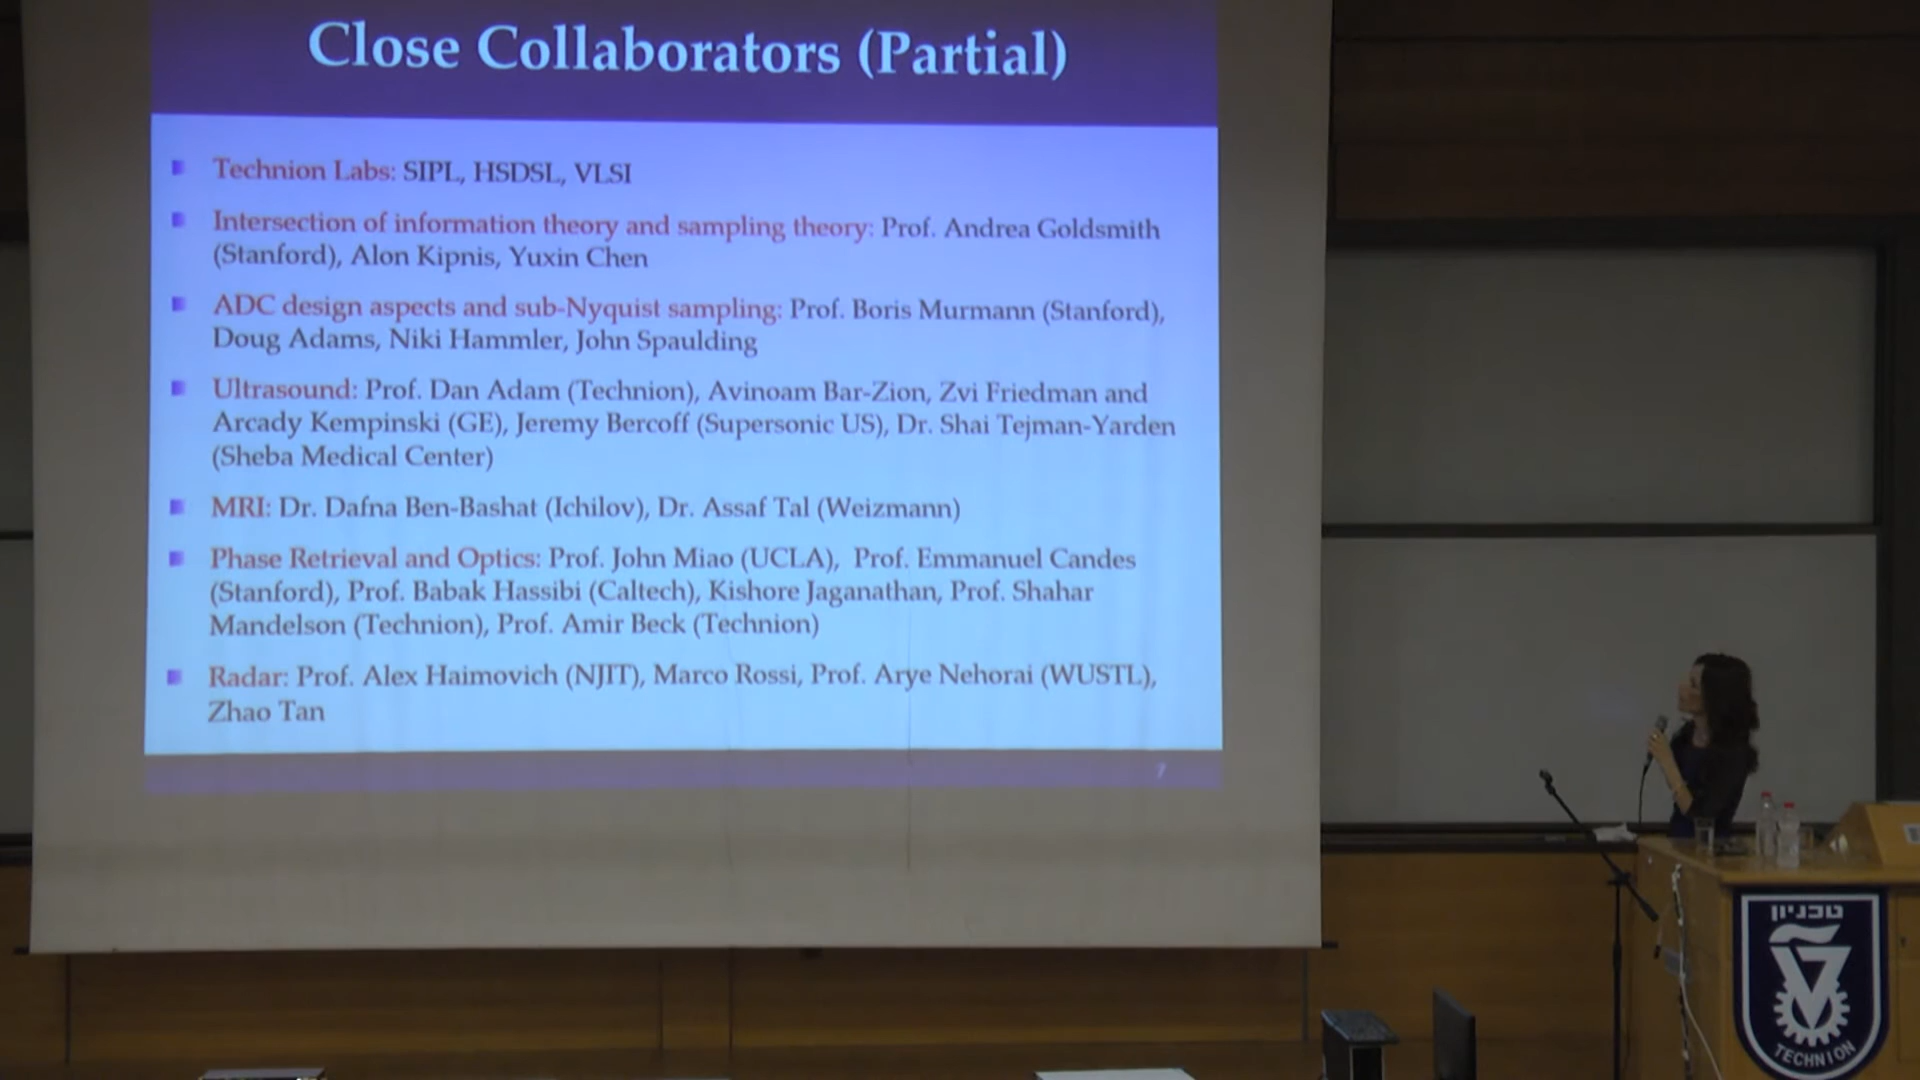 Close Collaborators (Partial)
Technion Labs: SIPL, HSDSL, VLSI
Intersection of information theory and sampling theory: Prof. Andrea Goldsmith
(Stanford), Alon Kipnis, Yuxin Chen
ADC design aspects and sub-Nyquist sampling: Prof. Boris Murmann (Stanford),
Doug Adams, Niki Hammler, John Spaulding
Ultrasound: Prof. Dan Adam (Technion), Avinoam Bar-Zion, Zvi Friedman and
Arcady Kempinski (GE), Jeremy Bercoff (Supersonic US), Dr. Shai Tejman-Yarden
(Sheba Medical Center)
MRI: Dr. Dafna Ben-Bashat (Ichilov), Dr. Assaf Tal (Weizmann)
Phase Retrieval and Optics: Prof. John Miao (UCLA), Prof. Emmanuel Candes
(Stanford), Prof. Babak Hassibi (Caltech), Kishore Jaganathan, Prof. Shahar
Mandelson (Technion), Prof. Amir Beck (Technion)
Radar: Prof. Alex Haimovich (NJIT), Marco Rossi, Prof. Arye Nehorai (WUSTL),
Zhao Tan
7
טכניון
TECHNION